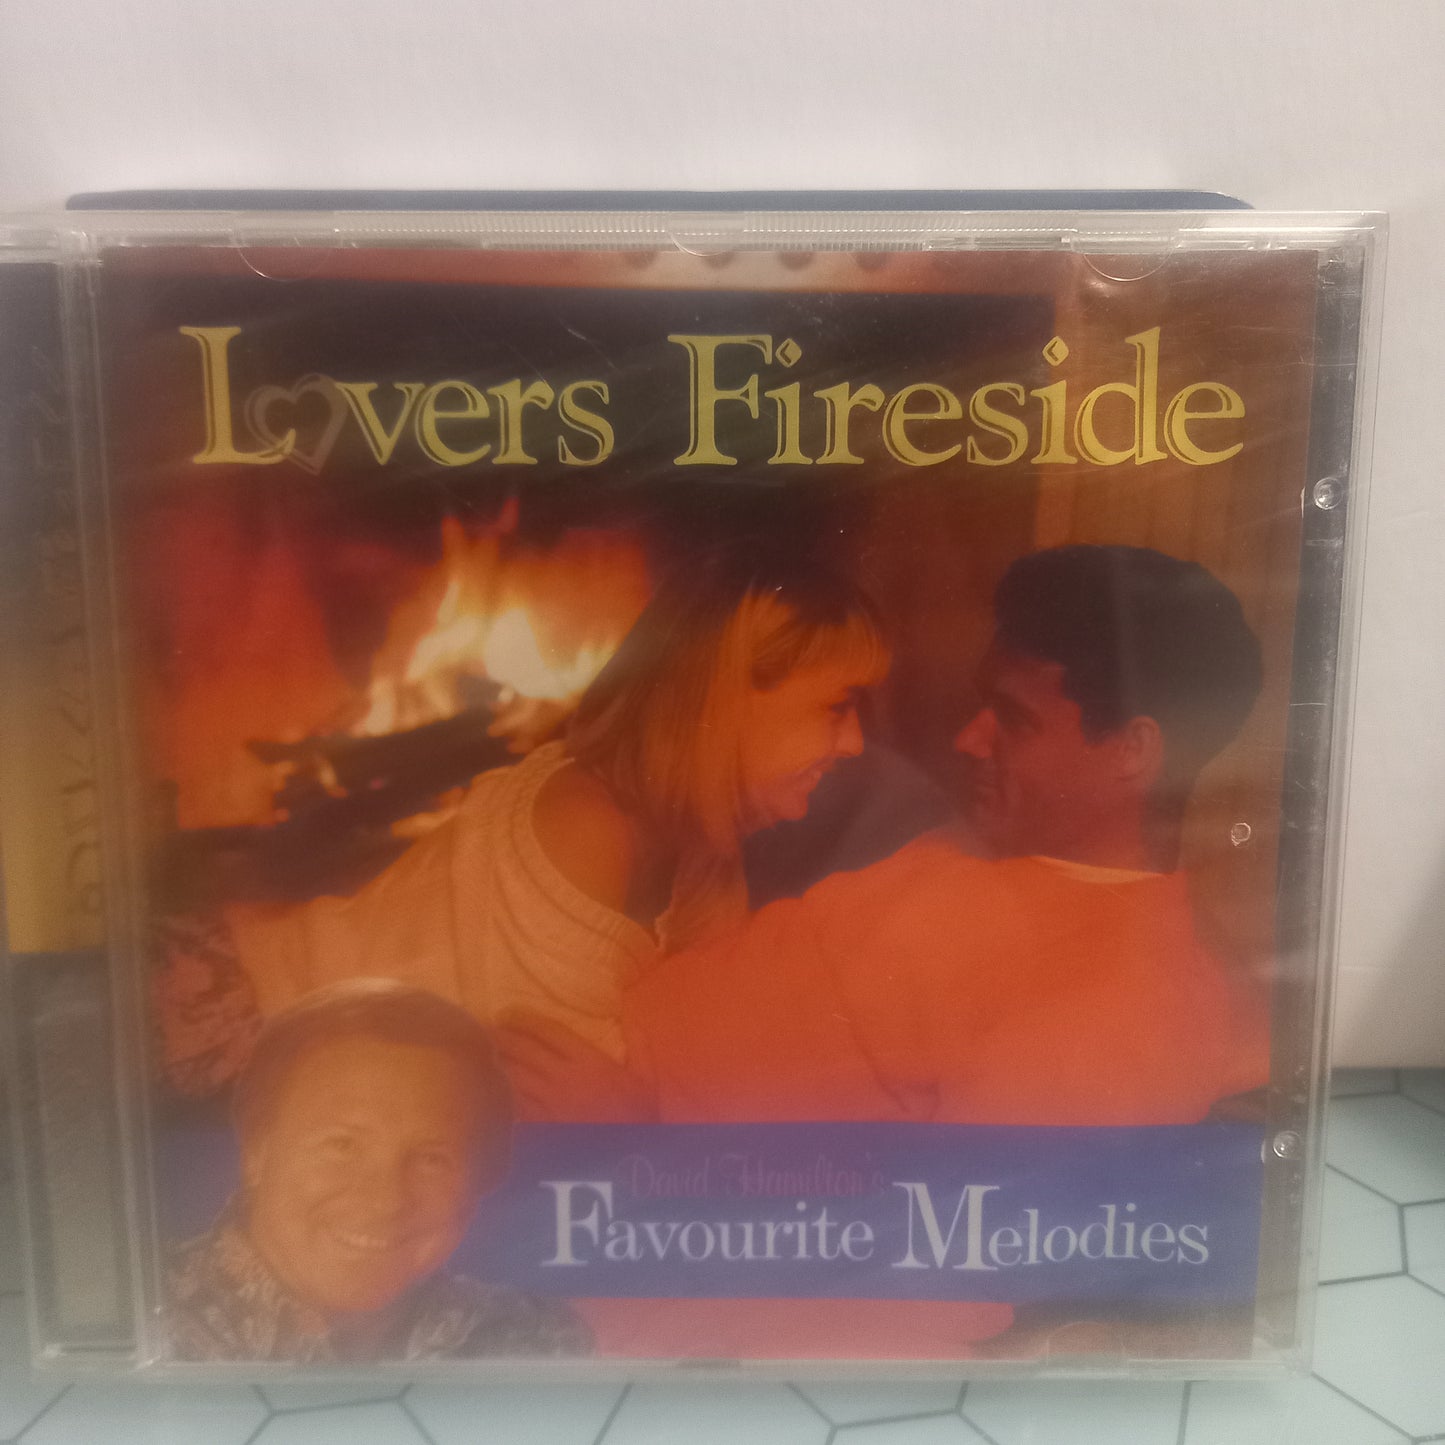 Lovers Fireside
David Hamilton's
Favourite Melodies